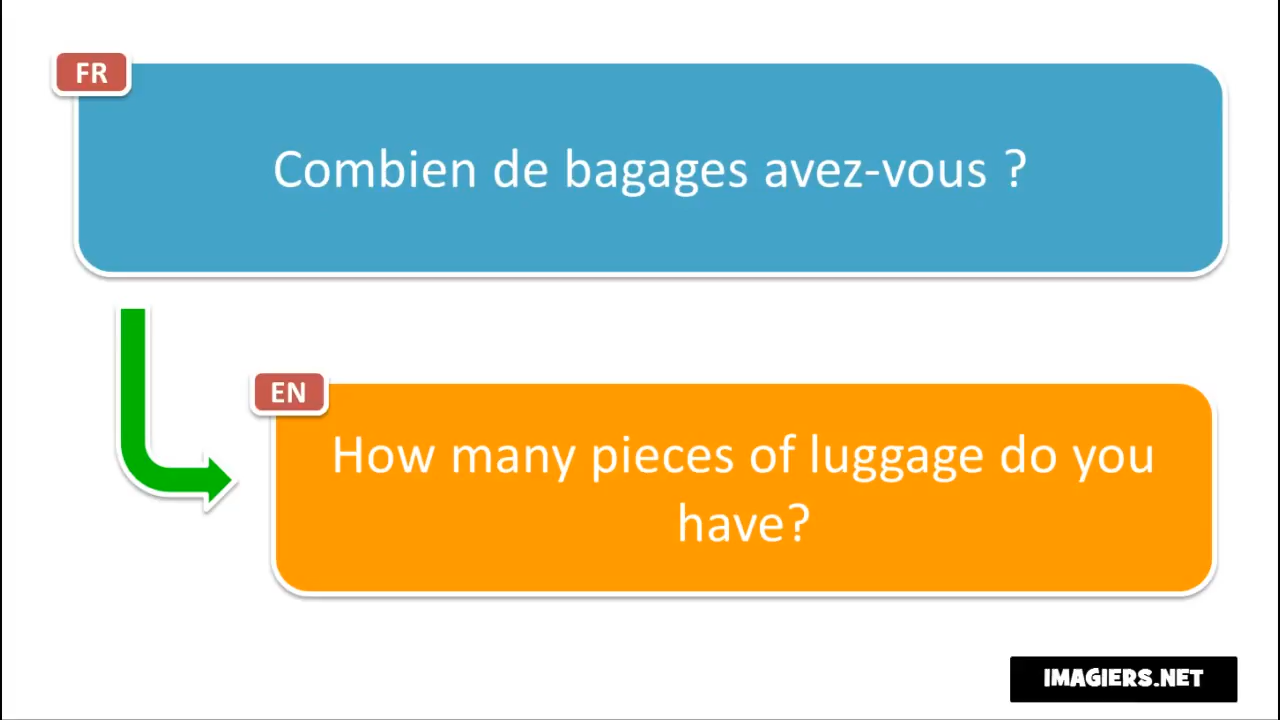 FR
Combien de bagages avez-vous ?
EN
How many pieces of luggage do you
have?
IMAGIERS.NET